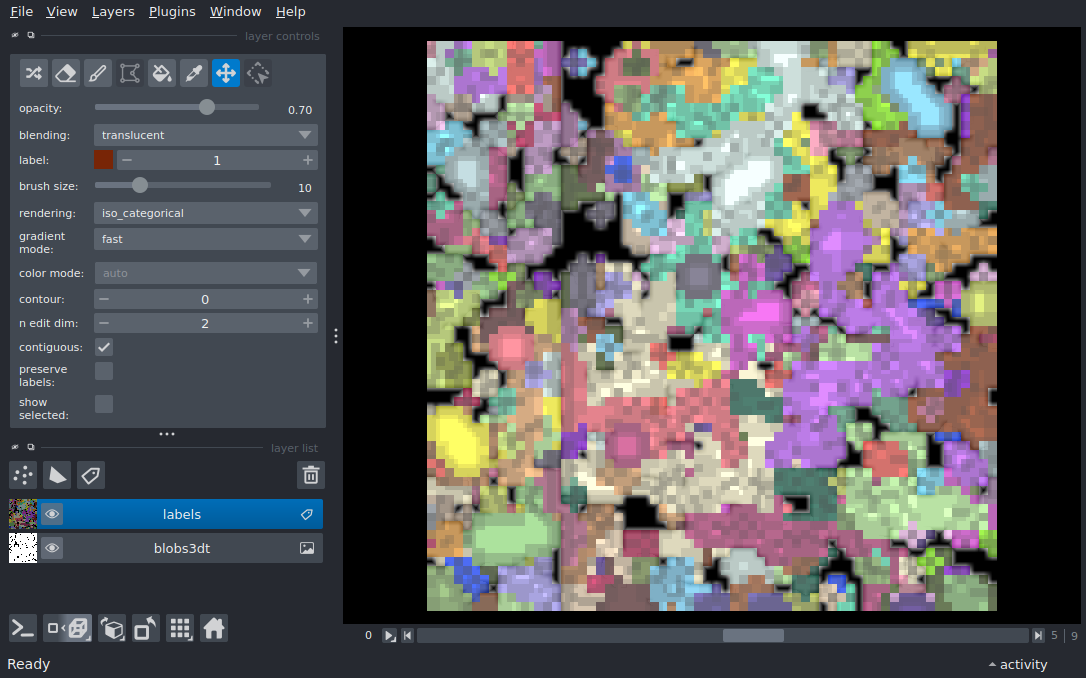 File View Layers Plugins Window Help
layer controls
opacity: 0.70
blending: translucent
label: 1
brush size: 10
rendering: iso_categorical
gradient
mode: fast
color mode: auto
contour: 0
n edit dim: 2
contiguous:
preserve
labels:
show
selected:
layer list
labels
blobs3dt
0 5 9
Ready activity